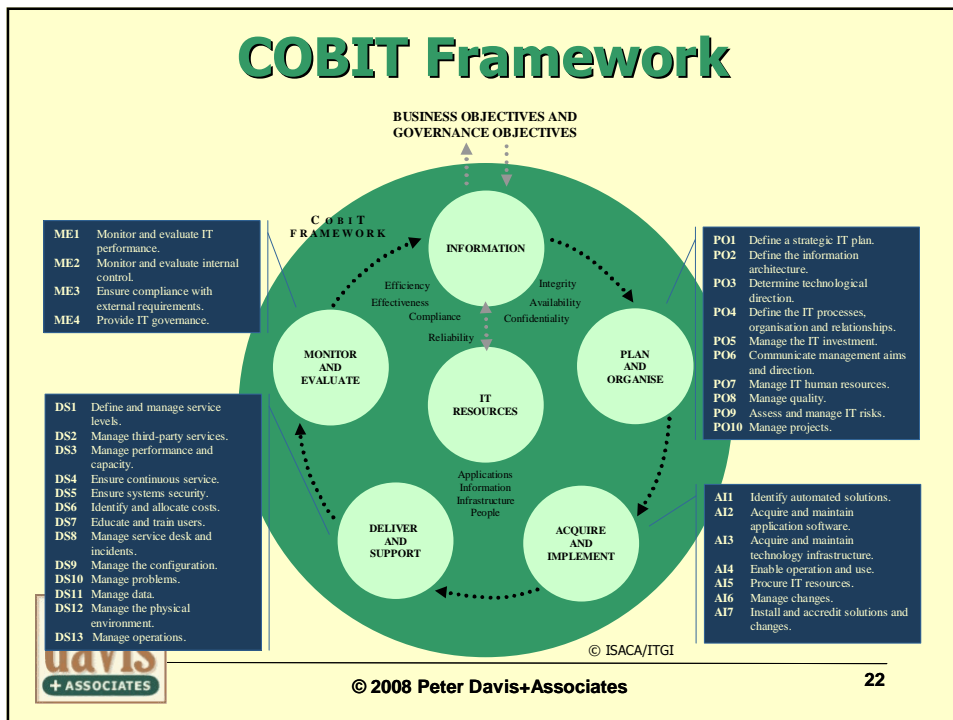 COBIT Framework
BUSINESS OBJECTIVES AND
GOVERNANCE OBJECTIVES
COBIT
FRAMEWORK
INFORMATION
Efficiency
Effectiveness
Compliance
Reliability
Integrity
Availability
Confidentiality
MONITOR
AND
EVALUATE
PLAN
AND
ORGANISE
IT
RESOURCES
Applications
Information
Infrastructure
People
DELIVER
AND
SUPPORT
ACQUIRE
AND
IMPLEMENT
ME1 Monitor and evaluate IT
performance.
ME2 Monitor and evaluate internal
control.
ME3 Ensure compliance with
external requirements.
ME4 Provide IT governance.
PO1 Define a strategic IT plan.
PO2 Define the information
architecture.
PO3 Determine technological
direction.
PO4 Define the IT processes,
organisation and relationships.
PO5 Manage the IT investment.
PO6 Communicate management aims
and direction.
PO7 Manage IT human resources.
PO8 Manage quality.
PO9 Assess and manage IT risks.
PO10 Manage projects.
DS1 Define and manage service
levels.
DS2 Manage third-party services.
DS3 Manage performance and
capacity.
DS4 Ensure continuous service.
DS5 Ensure systems security.
DS6 Identify and allocate costs.
DS7 Educate and train users.
DS8 Manage service desk and
incidents.
DS9 Manage the configuration.
DS10 Manage problems.
DS11 Manage data.
DS12 Manage the physical
environment.
DS13 Manage operations.
AI1 Identify automated solutions.
AI2 Acquire and maintain
application software.
AI3 Acquire and maintain
technology infrastructure.
AI4 Enable operation and use.
AI5 Procure IT resources.
AI6 Manage changes.
AI7 Install and accredit solutions and
changes.
© ISACA/ITGI
davis
+ ASSOCIATES
© 2008 Peter Davis+Associates
22